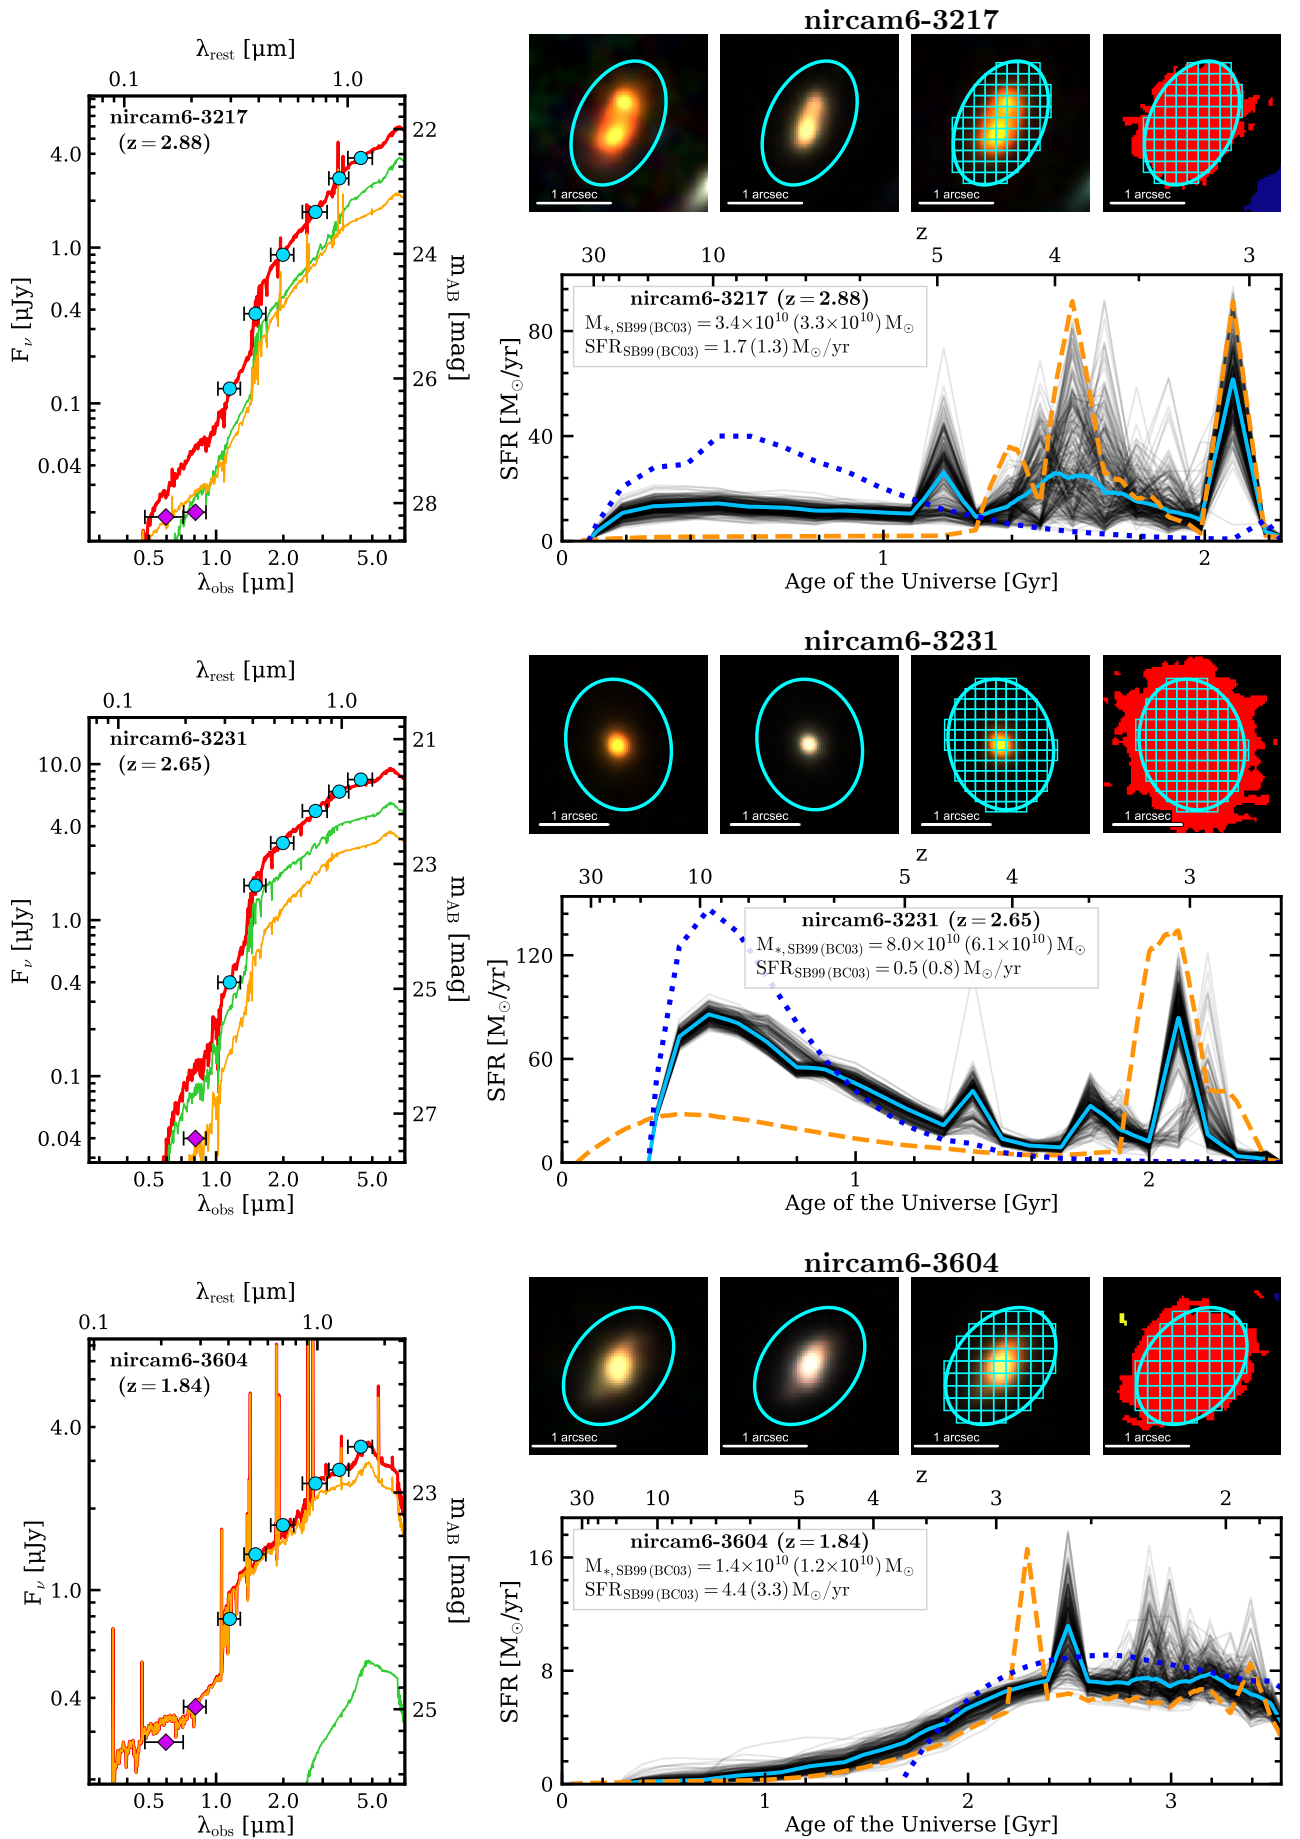 nircam6-3217
λrest [μm]
0.1 1.0
nircam6-3217
(z = 2.88)
4.0
1.0
0.4
0.1
0.04
Fν [μJy]
22
24
26
28
mAB [mag]
0.5 1.0 2.0 5.0
λobs [μm]
1 arcsec 1 arcsec 1 arcsec 1 arcsec
z
30 10 5 4 3
nircam6-3217 (z = 2.88)
M*,SB99(BC03) = 3.4×10^10 (3.3×10^10) M⊙
SFRSB99(BC03) = 1.7 (1.3) M⊙/yr
80
40
0
SFR [M⊙/yr]
0 1 2
Age of the Universe [Gyr]
nircam6-3231
λrest [μm]
0.1 1.0
nircam6-3231
(z = 2.65)
10.0
4.0
1.0
0.4
0.1
0.04
Fν [μJy]
21
23
25
27
mAB [mag]
0.5 1.0 2.0 5.0
λobs [μm]
1 arcsec 1 arcsec 1 arcsec 1 arcsec
z
30 10 5 4 3
nircam6-3231 (z = 2.65)
M*,SB99(BC03) = 8.0×10^10 (6.1×10^10) M⊙
SFRSB99(BC03) = 0.5 (0.8) M⊙/yr
120
60
0
SFR [M⊙/yr]
0 1 2
Age of the Universe [Gyr]
nircam6-3604
λrest [μm]
0.1 1.0
nircam6-3604
(z = 1.84)
4.0
1.0
0.4
Fν [μJy]
23
25
mAB [mag]
0.5 1.0 2.0 5.0
λobs [μm]
1 arcsec 1 arcsec 1 arcsec 1 arcsec
z
30 10 5 4 3 2
nircam6-3604 (z = 1.84)
M*,SB99(BC03) = 1.4×10^10 (1.2×10^10) M⊙
SFRSB99(BC03) = 4.4 (3.3) M⊙/yr
16
8
0
SFR [M⊙/yr]
0 1 2 3
Age of the Universe [Gyr]